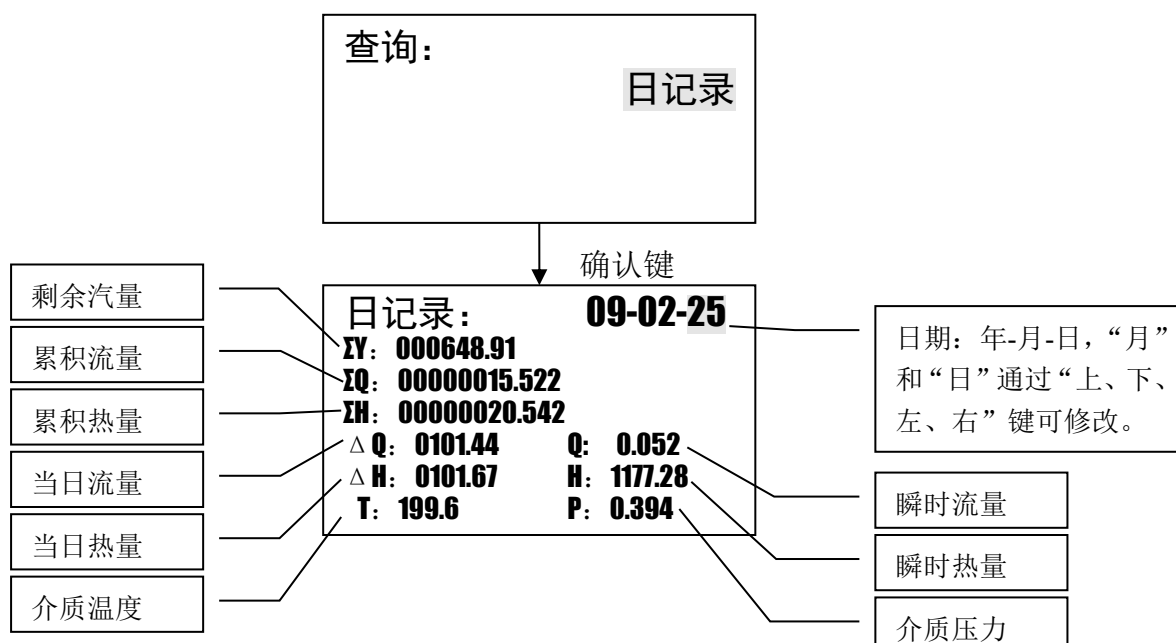 查询：
日记录
确认键
剩余汽量
累积流量
累积热量
当日流量
当日热量
介质温度
日记录： 09-02-25
ΣY：000648.91
ΣQ：00000015.522
ΣH：00000020.542
ΔQ：0101.44 Q: 0.052
ΔH：0101.67 H：1177.28
T：199.6 P：0.394
日期：年-月-日，“月”
和“日”通过“上、下、
左、右”键可修改。
瞬时流量
瞬时热量
介质压力